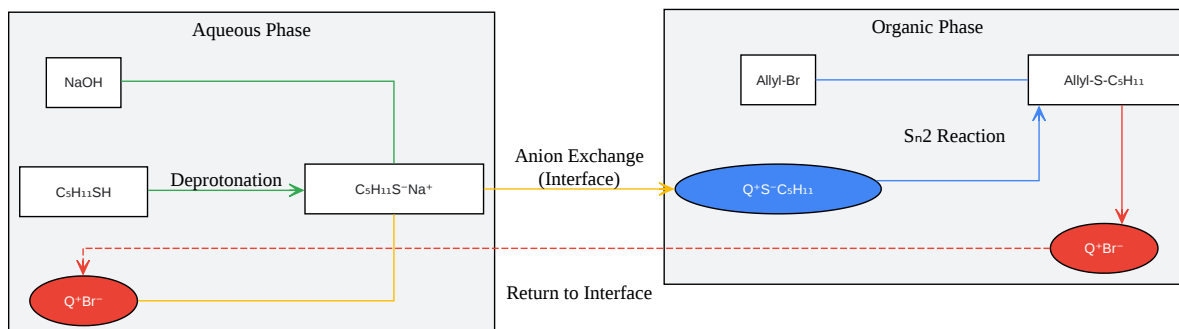 Aqueous Phase
Organic Phase
NaOH
Allyl-Br
Allyl-S-C₅H₁₁
Sₙ2 Reaction
Anion Exchange
(Interface)
Deprotonation
C₅H₁₁SH
C₅H₁₁S⁻Na⁺
Q⁺S⁻C₅H₁₁
Q⁺Br⁻
Return to Interface
Q⁺Br⁻